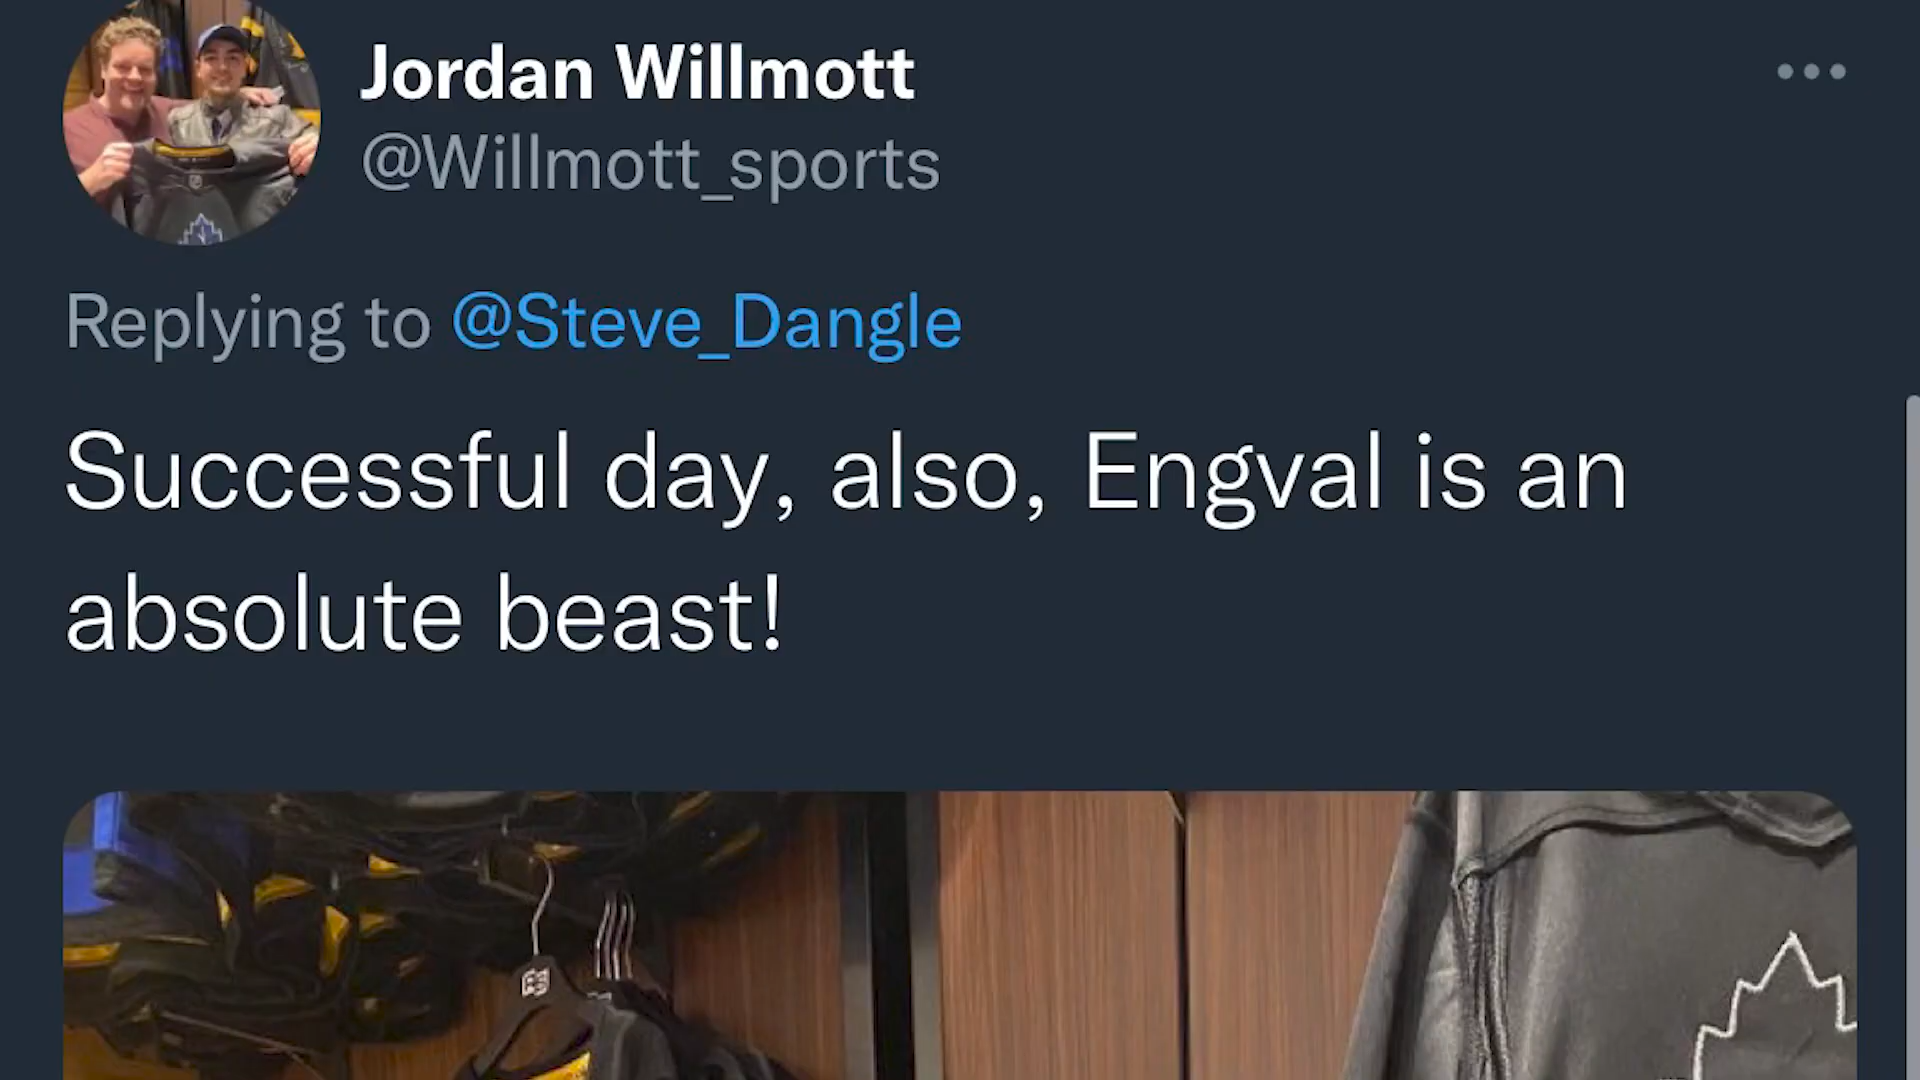 Jordan Willmott
@Willmott_sports
Replying to @Steve_Dangle
Successful day, also, Engval is an
absolute beast!